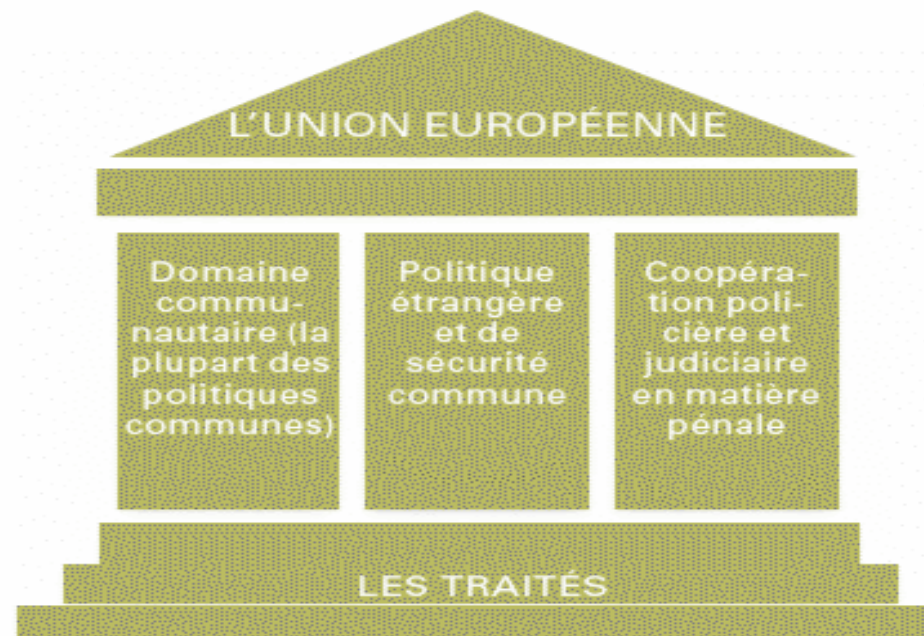 L'UNION EUROPÉENNE
Domaine
commu-
nautaire (la
plupart des
politiques
communes)
Politique
étrangère
et de
sécurité
commune
Coopéra-
tion poli-
cière et
judiciaire
en matière
pénale
LES TRAITÉS